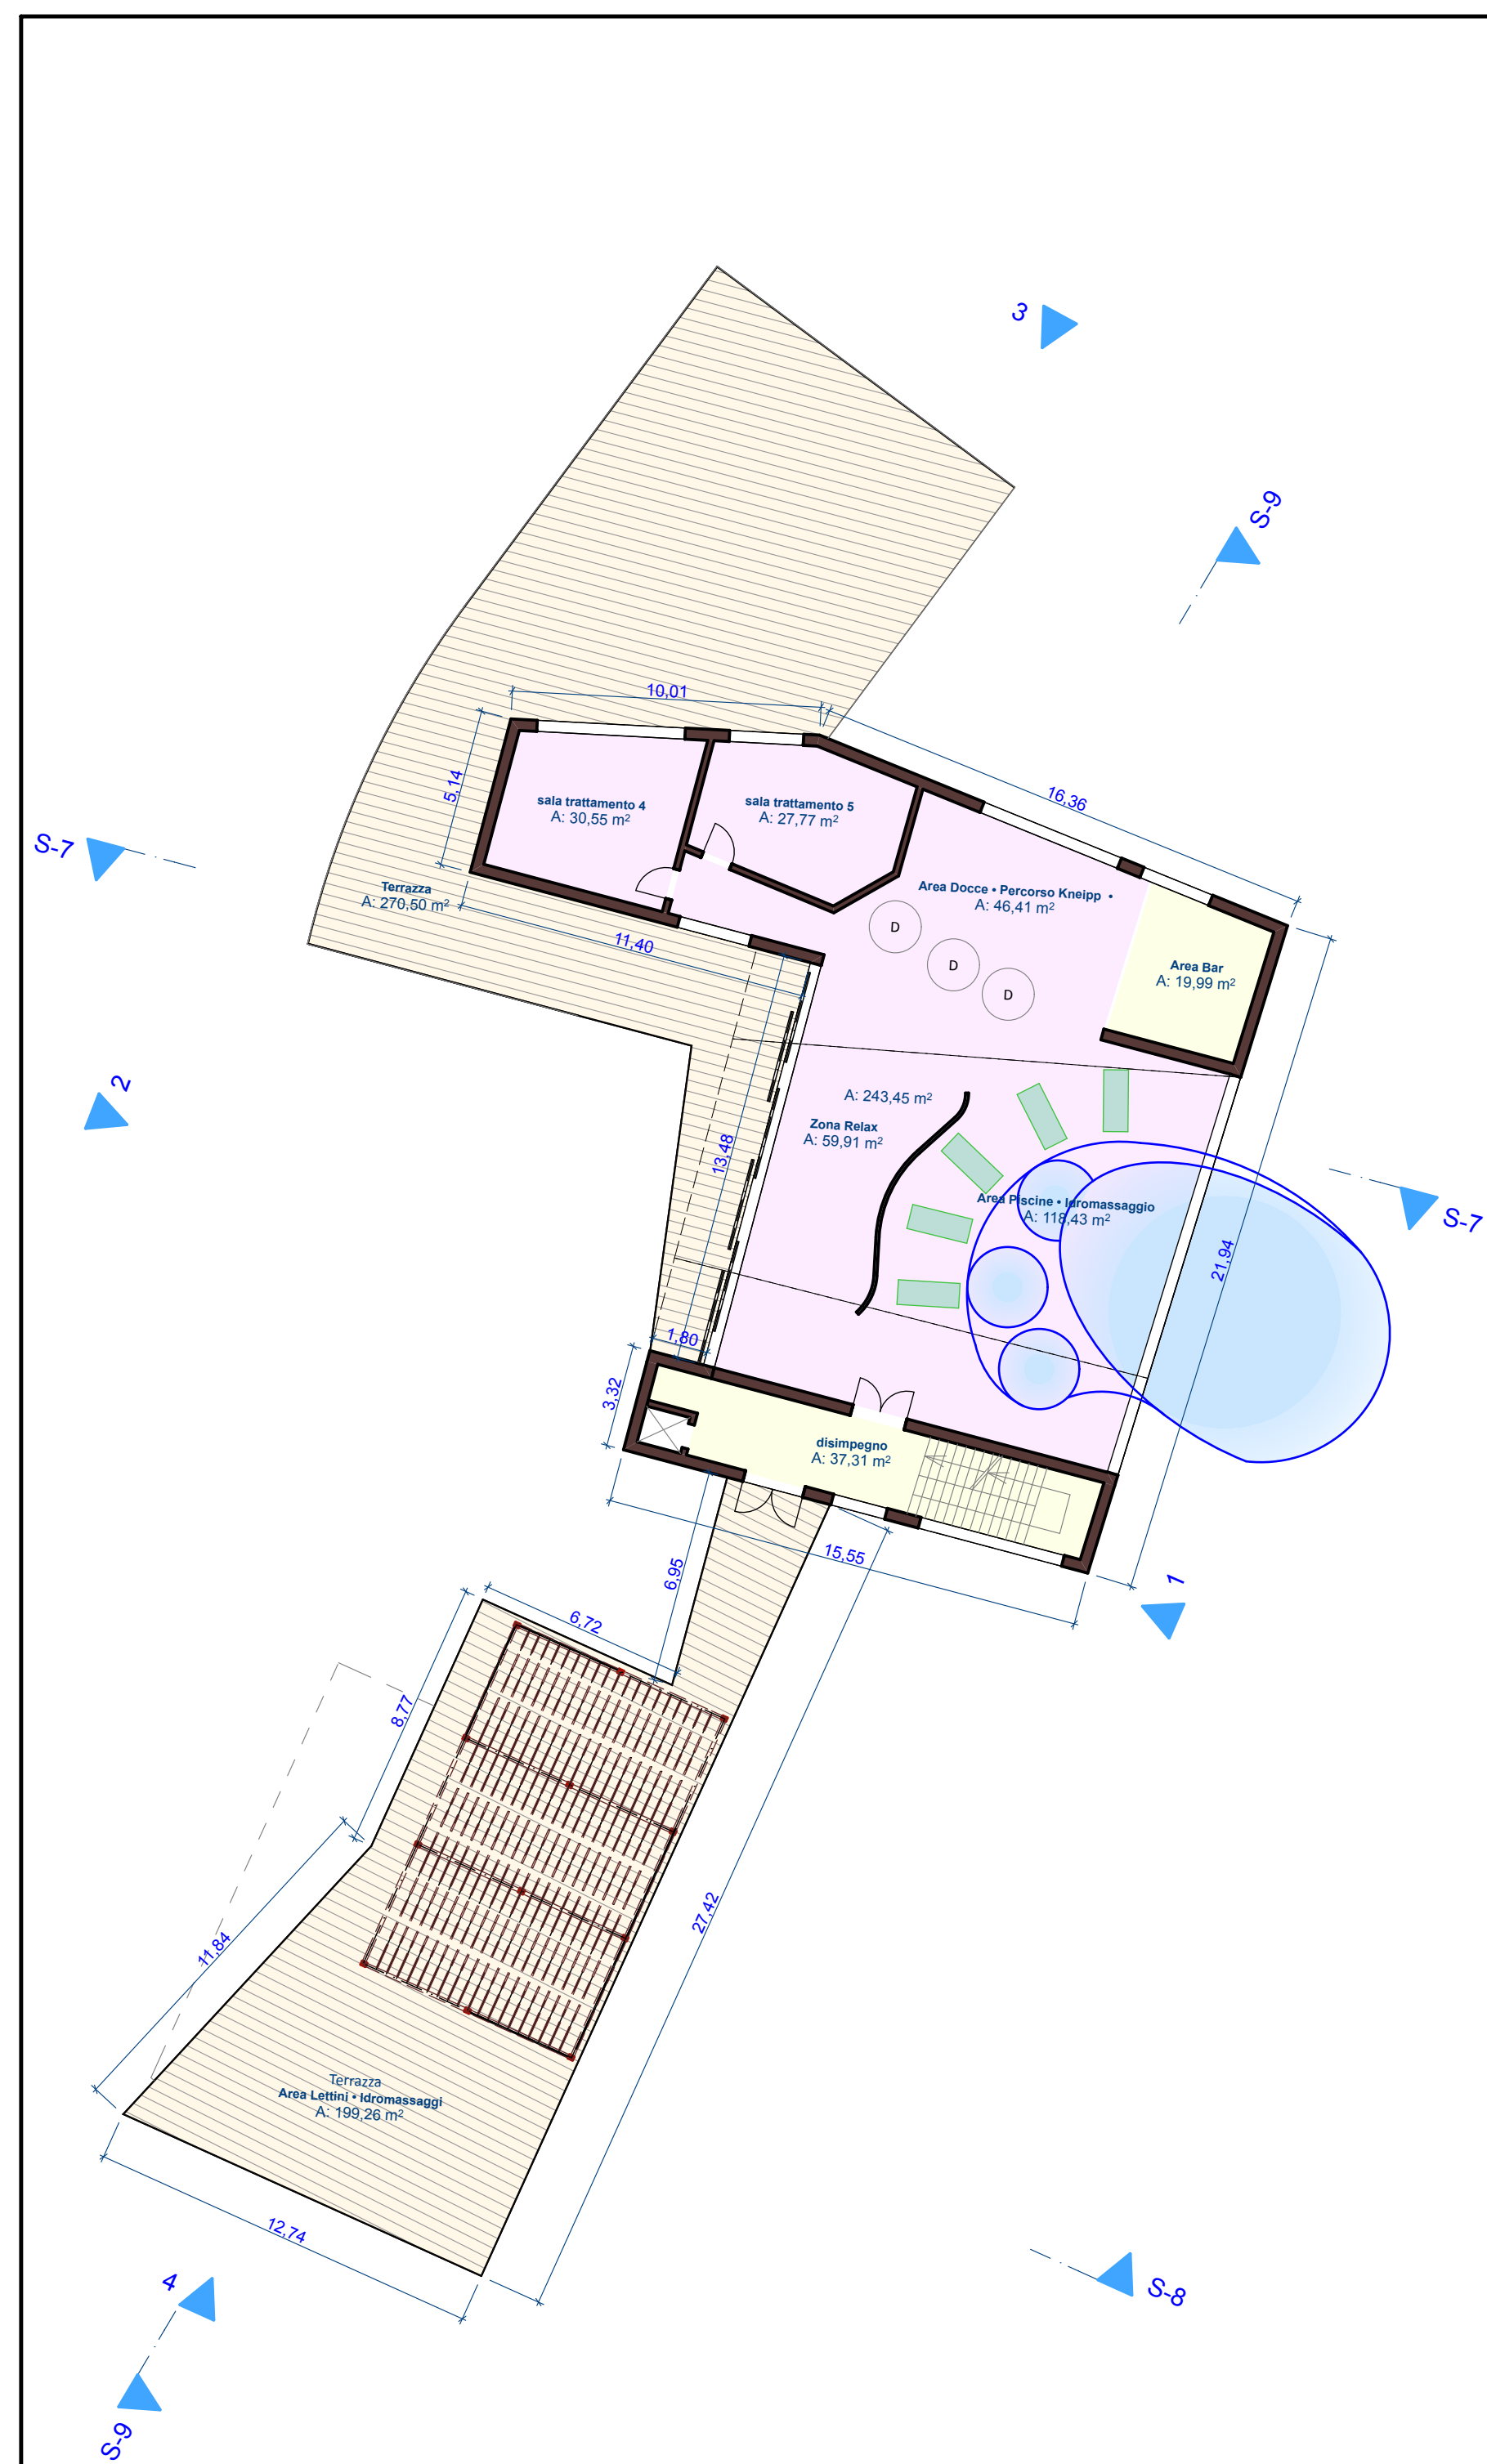 3
S-9
10,01
16,36
5,14
sala trattamento 4
A: 30,55 m²
sala trattamento 5
A: 27,77 m²
S-7
Terrazza
A: 270,50 m²
Area Docce • Percorso Kneipp •
A: 46,41 m²
11,40
D
D
D
Area Bar
A: 19,99 m²
2
A: 243,45 m²
Zona Relax
A: 59,91 m²
13,48
Area Piscine • Idromassaggio
A: 118,43 m²
S-7
21,94
1,80
3,32
disimpegno
A: 37,31 m²
15,55
6,95
1
6,72
8,77
27,42
11,84
Terrazza
Area Lettini • Idromassaggi
A: 199,26 m²
12,74
4
S-8
S-9